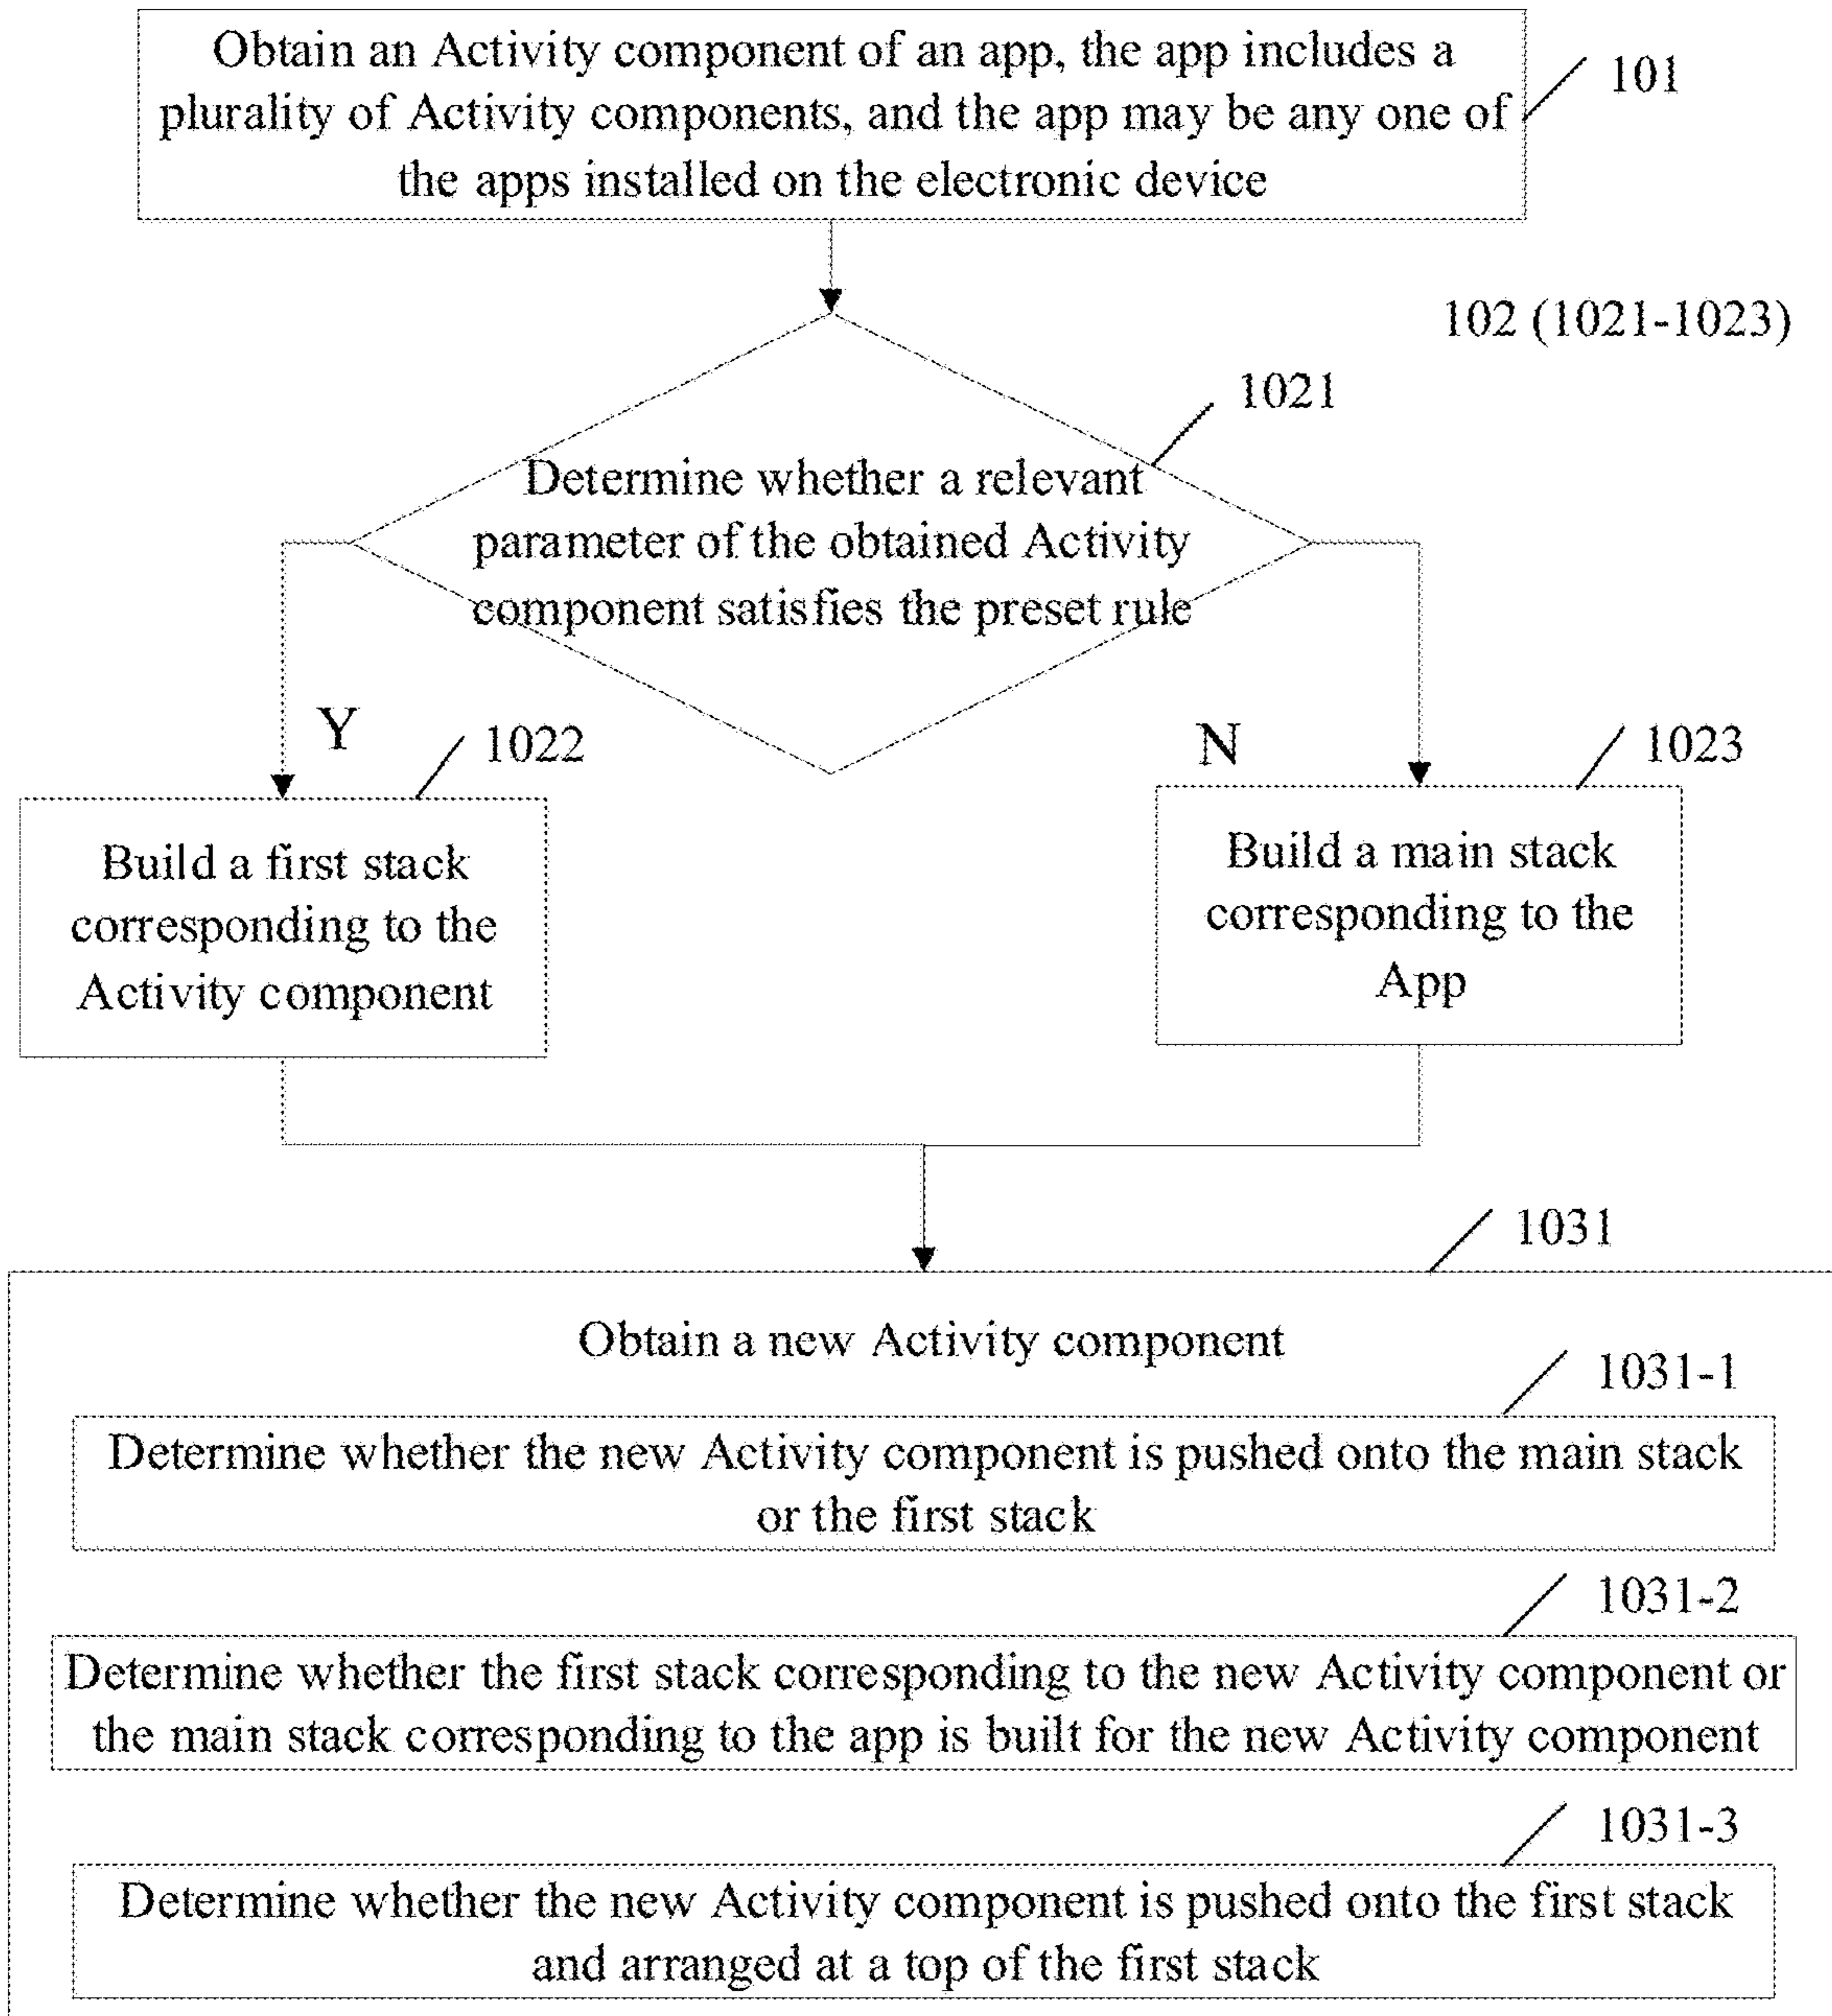 Obtain an Activity component of an app, the app includes a
plurality of Activity components, and the app may be any one of
the apps installed on the electronic device
101
102 (1021-1023)
1021
Determine whether a relevant
parameter of the obtained Activity
component satisfies the preset rule
Y
1022
N
1023
Build a first stack
corresponding to the
Activity component
Build a main stack
corresponding to the
App
1031
Obtain a new Activity component
1031-1
Determine whether the new Activity component is pushed onto the main stack
or the first stack
1031-2
Determine whether the first stack corresponding to the new Activity component or
the main stack corresponding to the app is built for the new Activity component
1031-3
Determine whether the new Activity component is pushed onto the first stack
and arranged at a top of the first stack